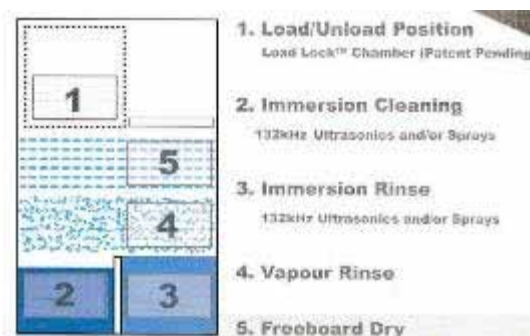 1
5
4
2
3
1. Load/Unload Position
Load Lock™ Chamber (Patent Pending
2. Immersion Cleaning
132kHz Ultrasonics and/or Sprays
3. Immersion Rinse
132kHz Ultrasonics and/or Sprays
4. Vapour Rinse
5. Freeboard Dry